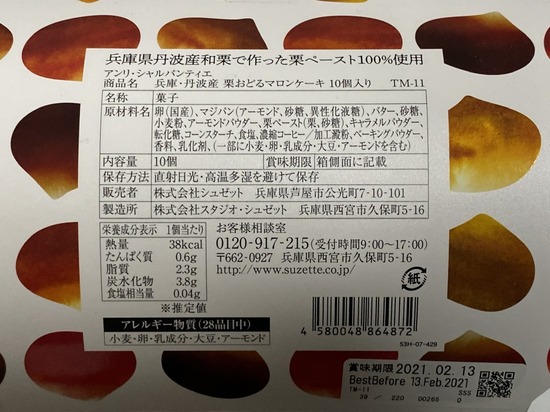 兵庫県丹波産和栗で作った栗ペースト100%使用
アンリ・シャルパンティエ
商品名 兵庫・丹波産 栗おどるマロンケーキ 10個入り TM-11
名称 菓子
原材料名 卵(国産)、マジパン(アーモンド、砂糖、異性化液糖)、バター、砂糖、
小麦粉、アーモンドパウダー、栗ペースト(栗、砂糖)、キャラメルパウダー、
転化糖、コーンスターチ、食塩、濃縮コーヒー/加工澱粉、ベーキングパウダー、
香料、乳化剤、(一部に小麦・卵・乳成分・大豆・アーモンドを含む)
内容量 10個 賞味期限 箱側面に記載
保存方法 直射日光・高温多湿を避けて保存
販売者 株式会社シュゼット 兵庫県芦屋市公光町7-10-101
製造所 株式会社スタジオ・シュゼット 兵庫県西宮市久保町5-16
栄養成分表示 1個当たり
熱量 38kcal
たんぱく質 0.6g
脂質 2.3g
炭水化物 3.8g
食塩相当量 0.04g
※推定値
お客様相談室
0120-917-215(受付時間9:00~17:00)
〒662-0927 兵庫県西宮市久保町5-16
http://www.suzette.co.jp/
アレルギー物質(28品目中)
小麦・卵・乳成分・大豆・アーモンド
紙
4 580048 864872
S3H-07-429
賞味期限 2021. 02. 13
BestBefore 13.Feb.2021
TM-11 SSS
39 / 220 00265 0